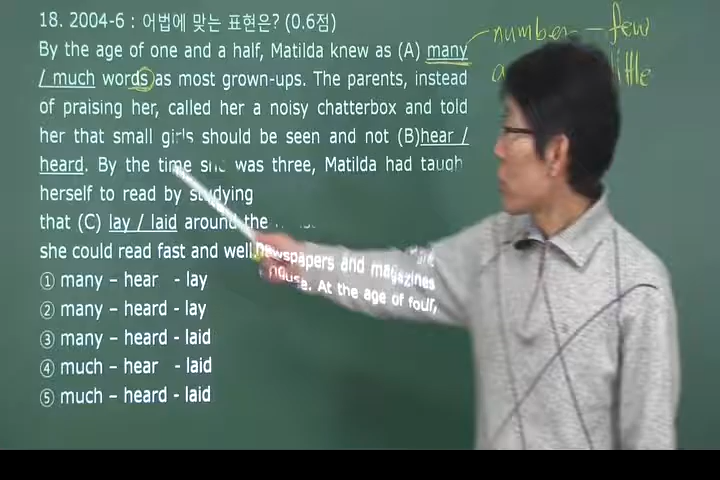 18. 2004-6 : 어법에 맞는 표현은? (0.6점)
number - few
By the age of one and a half, Matilda knew as (A) many
little
/ much words as most grown-ups. The parents, instead
of praising her, called her a noisy chatterbox and told
her that small girls should be seen and not (B)hear /
heard. By the time she was three, Matilda had taugh
herself to read by studying
newspapers and magazines
that (C) lay / laid around the
house. At the age of four,
she could read fast and well.
① many – hear - lay
② many – heard - lay
③ many – heard - laid
④ much – hear - laid
⑤ much – heard - laid